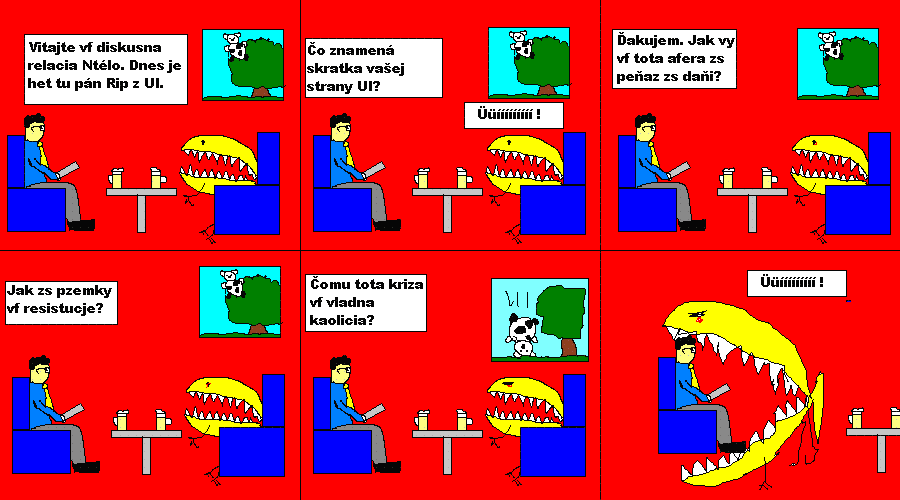 Vitajte vf diskusna
relacia Ntélo. Dnes je
het tu pán Rip z UI.
Čo znamená
skratka vašej
strany UI?
Üüííííííííí !
Ďakujem. Jak vy
vf tota afera zs
peňaz zs daňi?
Jak zs pzemky
vf resistucje?
Čomu tota kriza
vf vladna
kaolicia?
Üüííííííííí !